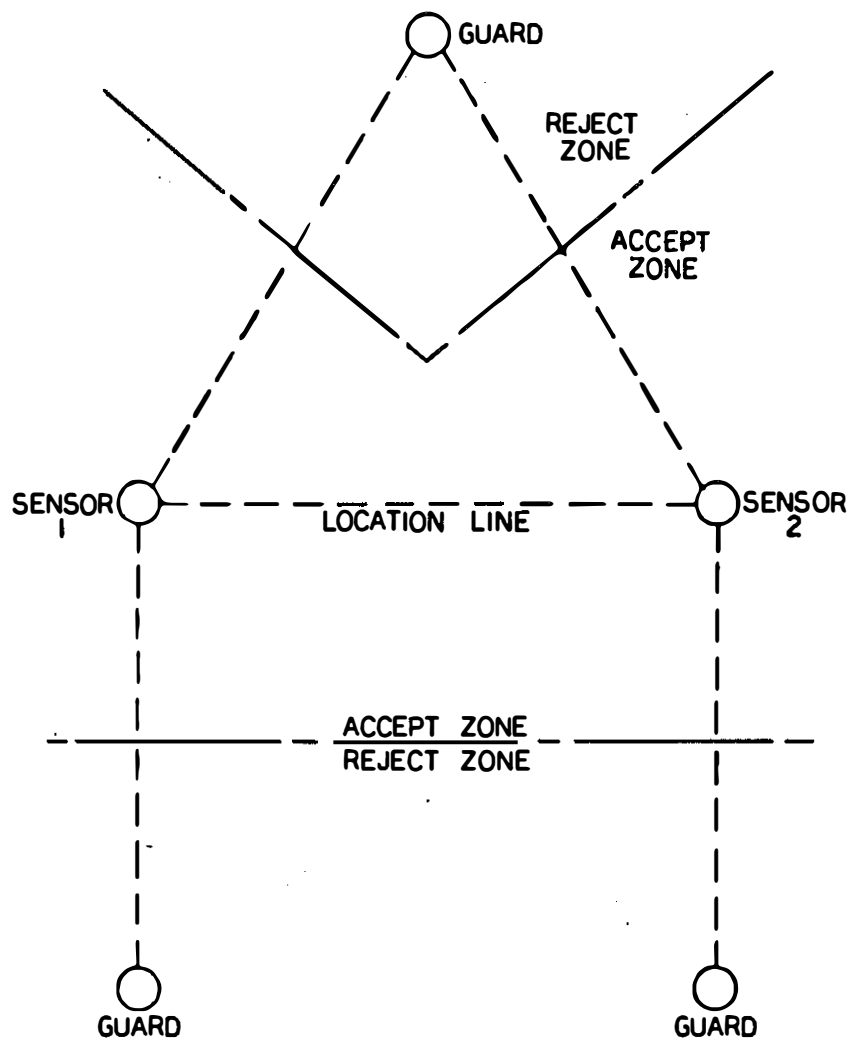 GUARD
REJECT
ZONE
ACCEPT
ZONE
SENSOR
1
SENSOR
2
LOCATION LINE
ACCEPT ZONE
REJECT ZONE
GUARD
GUARD